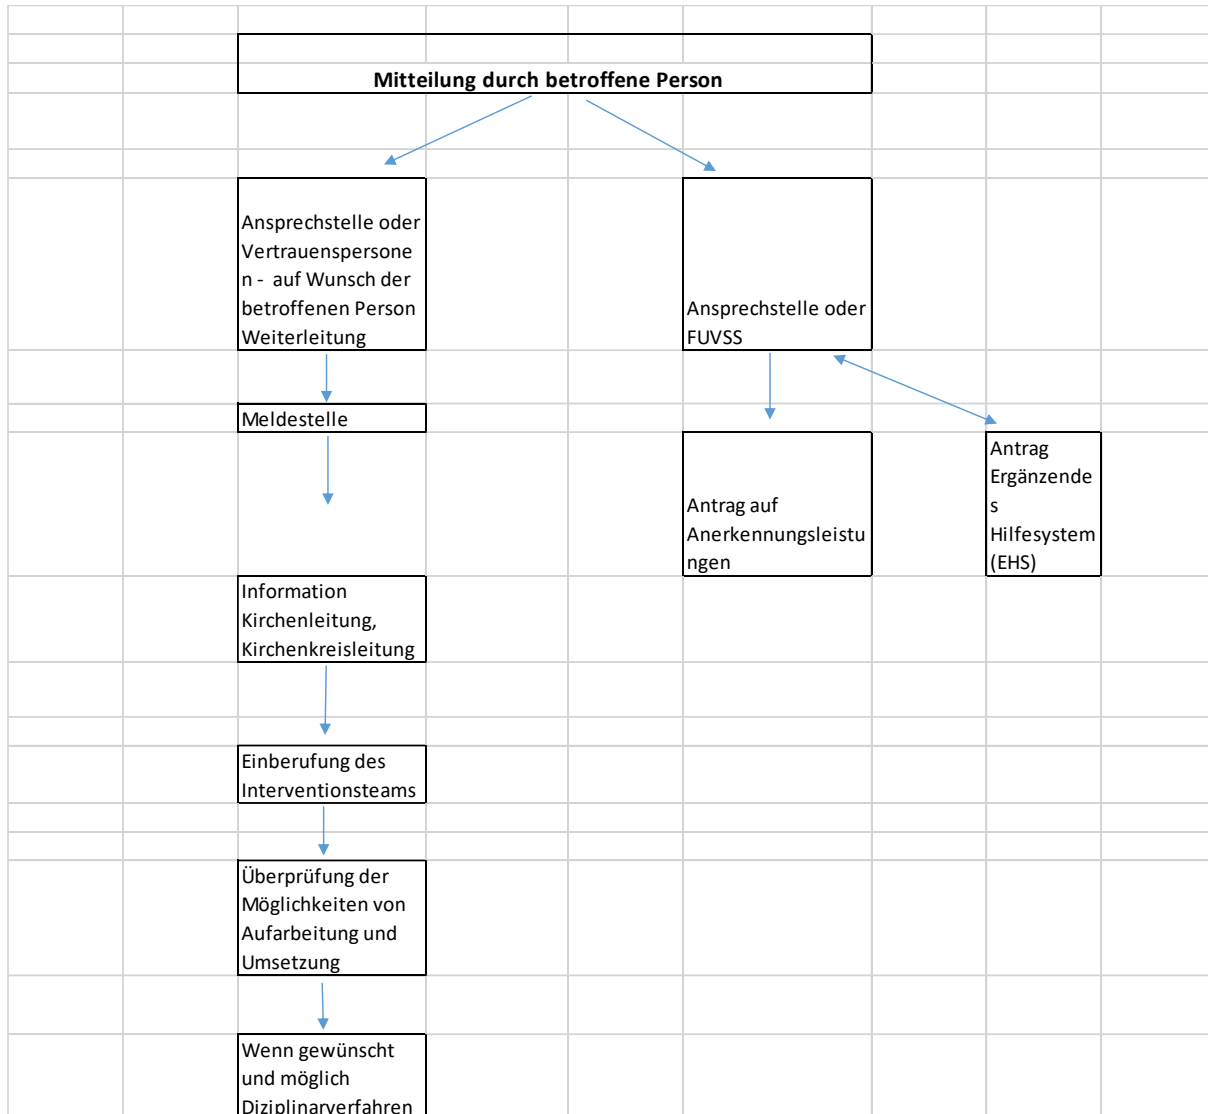 Mitteilung durch betroffene Person
Ansprechstelle oder
Vertrauenspersone
n -  auf Wunsch der
betroffenen Person
Weiterleitung
Ansprechstelle oder
FUVSS
Meldestelle
Antrag auf
Anerkennungsleistu
ngen
Antrag
Ergänzende
s
Hilfesystem
(EHS)
Information
Kirchenleitung,
Kirchenkreisleitung
Einberufung des
Interventionsteams
Überprüfung der
Möglichkeiten von
Aufarbeitung und
Umsetzung
Wenn gewünscht
und möglich
Diziplinarverfahren